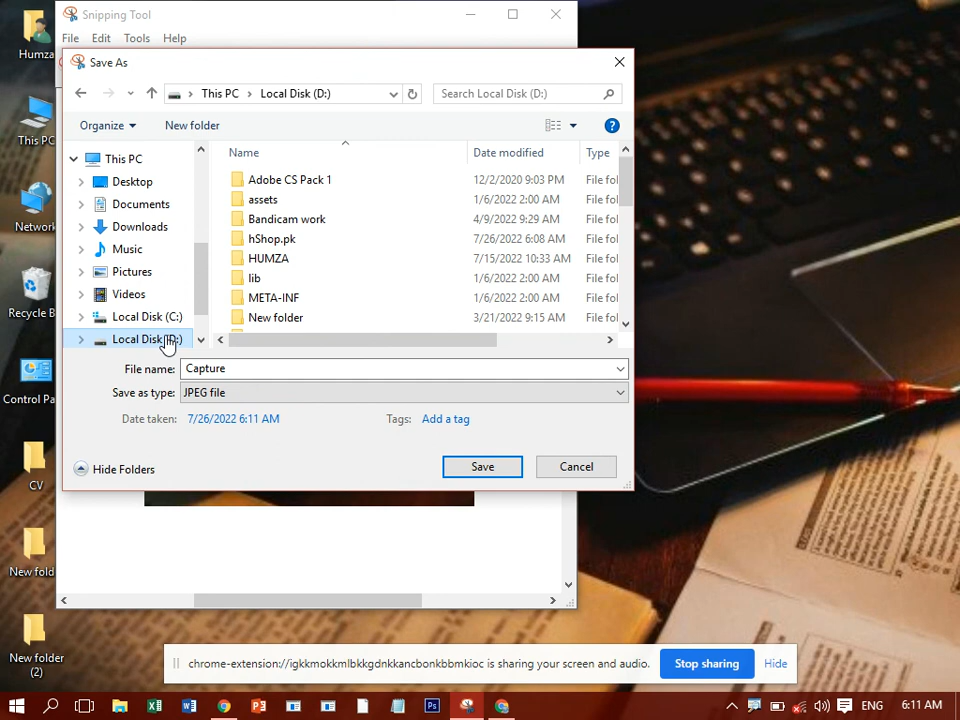 Snipping Tool
File Edit Tools Help
Save As
This PC Local Disk (D:) Search Local Disk (D:)
Organize New folder
Name Date modified Type
This PC
Desktop
Documents
Downloads
Music
Pictures
Videos
Local Disk (C:)
Local Disk (D:)
Adobe CS Pack 1 12/2/2020 9:03 PM File fol
assets 1/6/2022 2:00 AM File fol
Bandicam work 4/9/2022 9:29 AM File fol
hShop.pk 7/26/2022 6:08 AM File fol
HUMZA 7/15/2022 10:33 AM File fol
lib 1/6/2022 2:00 AM File fol
META-INF 1/6/2022 2:00 AM File fol
New folder 3/21/2022 9:15 AM File fol
File name: Capture
Save as type: JPEG file
Date taken: 7/26/2022 6:11 AM Tags: Add a tag
Hide Folders Save Cancel
Humza
This PC
Network
Recycle B
Control Pa
CV
New fold
New folder
(2)
chrome-extension://igkkmokkmlbkkgdnkkancbonkbbmkioc is sharing your screen and audio. Stop sharing Hide
ENG 6:11 AM